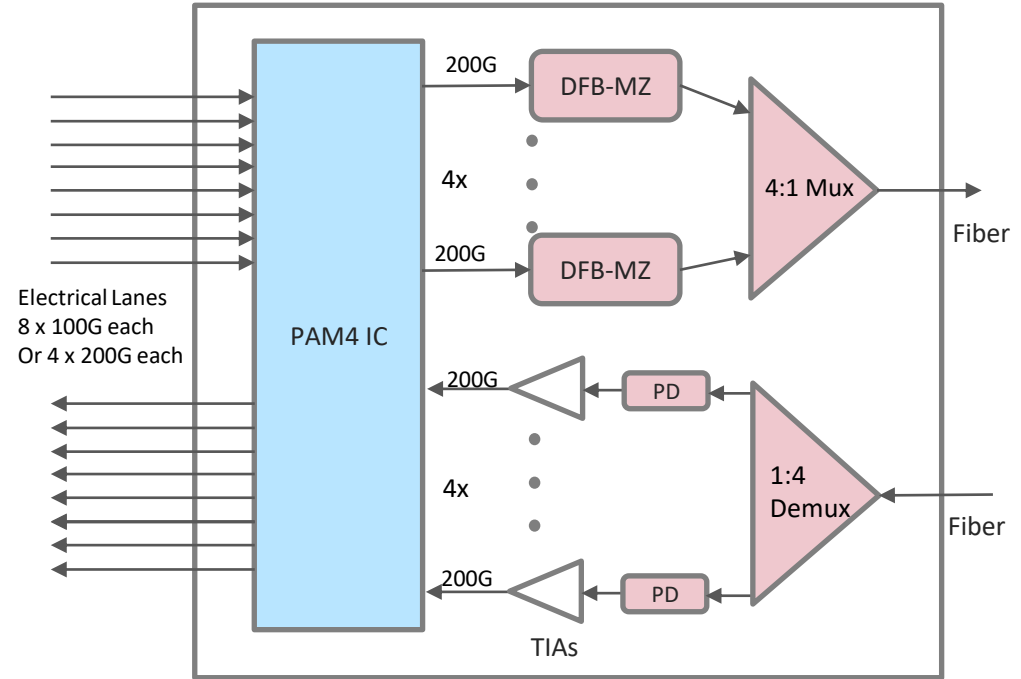 200G
DFB-MZ
4x
4:1 Mux
Fiber
200G
DFB-MZ
Electrical Lanes
8 x 100G each
Or 4 x 200G each
PAM4 IC
200G
PD
4x
1:4
Demux
Fiber
200G
PD
TIAs